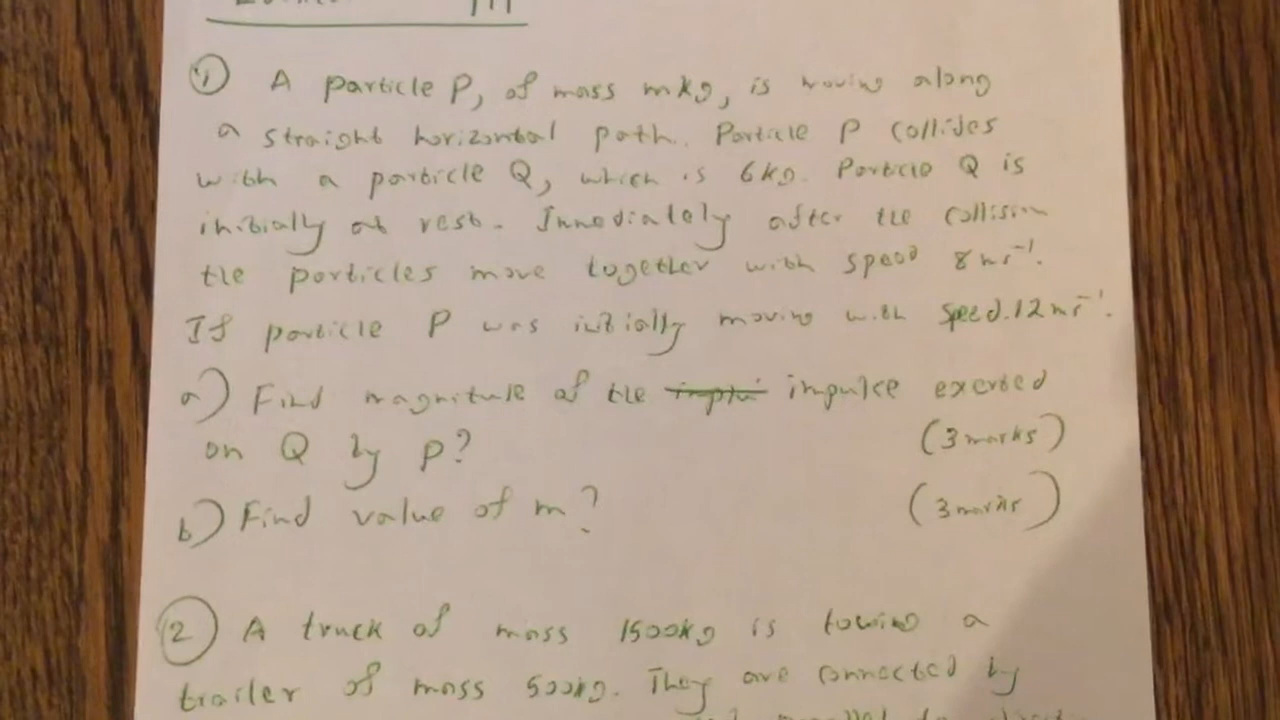 ① A particle P, of mass mkg, is moving along
a straight horizontal path. Particle P collides
with a particle Q, which is 6kg. Particle Q is
initially at rest. Immediately after the collision
the particles move together with speed 8ms⁻¹.
If particle P was initially moving with speed.12ms⁻¹.
a) Find magnitude of the impulse exerted
on Q by P?
(3 marks)
b) Find value of m?
(3 marks)
② A truck of mass 1500kg is towing a
trailer of mass 500kg. They are connected by